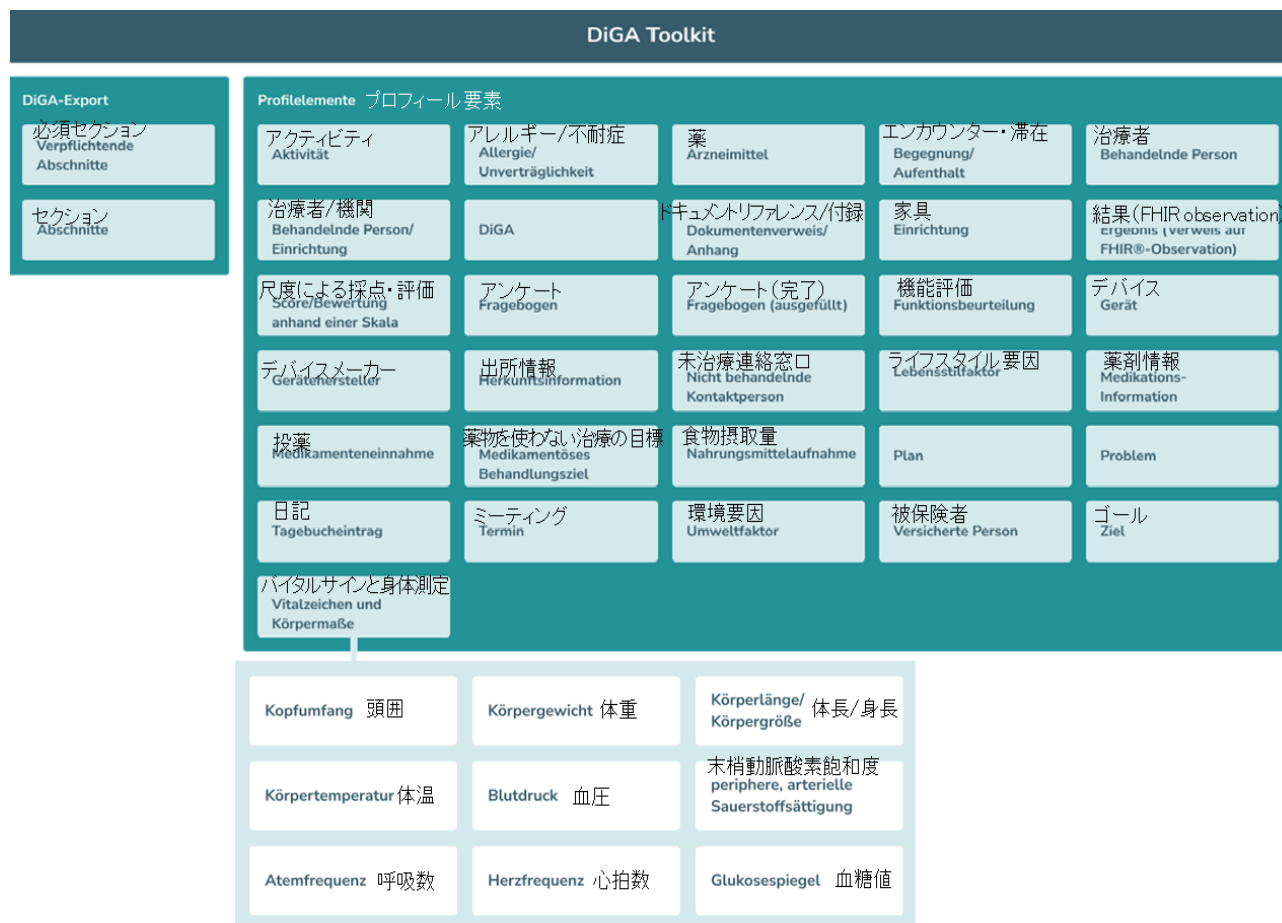 DiGA Toolkit
DiGA-Export
必須セクション
Verpflichtende
Abschnitte
セクション
Abschnitte
Profilelemente プロフィール要素
アクティビティ
Aktivität
アレルギー/不耐症
Allergie/
Unverträglichkeit
薬
Arzneimittel
エンカウンター・滞在
Begegnung/
Aufenthalt
治療者
Behandelnde Person
治療者/機関
Behandelnde Person/
Einrichtung
DiGA
ドキュメントリファレンス/付録
Dokumentenverweis/
Anhang
家具
Einrichtung
結果(FHIR observation)
Ergebnis (Verweis auf
FHIR®-Observation)
尺度による採点・評価
Score/Bewertung
anhand einer Skala
アンケート
Fragebogen
アンケート(完了)
Fragebogen (ausgefüllt)
機能評価
Funktionsbeurteilung
デバイス
Gerät
デバイスメーカー
Gerätehersteller
出所情報
Herkunftsinformation
未治療連絡窓口
Nicht behandelnde
Kontaktperson
ライフスタイル要因
Lebensstilfaktor
薬剤情報
Medikations-
Information
投薬
Medikamenteneinnahme
薬物を使わない治療の目標
Medikamentöses
Behandlungsziel
食物摂取量
Nahrungsmittelaufnahme
Plan
Problem
日記
Tagebucheintrag
ミーティング
Termin
環境要因
Umweltfaktor
被保険者
Versicherte Person
ゴール
Ziel
バイタルサインと身体測定
Vitalzeichen und
Körpermaße
Kopfumfang 頭囲
Körpergewicht 体重
Körperlänge/
Körpergröße 体長/身長
Körpertemperatur 体温
Blutdruck 血圧
末梢動脈酸素飽和度
periphere, arterielle
Sauerstoffsättigung
Atemfrequenz 呼吸数
Herzfrequenz 心拍数
Glukosespiegel 血糖値